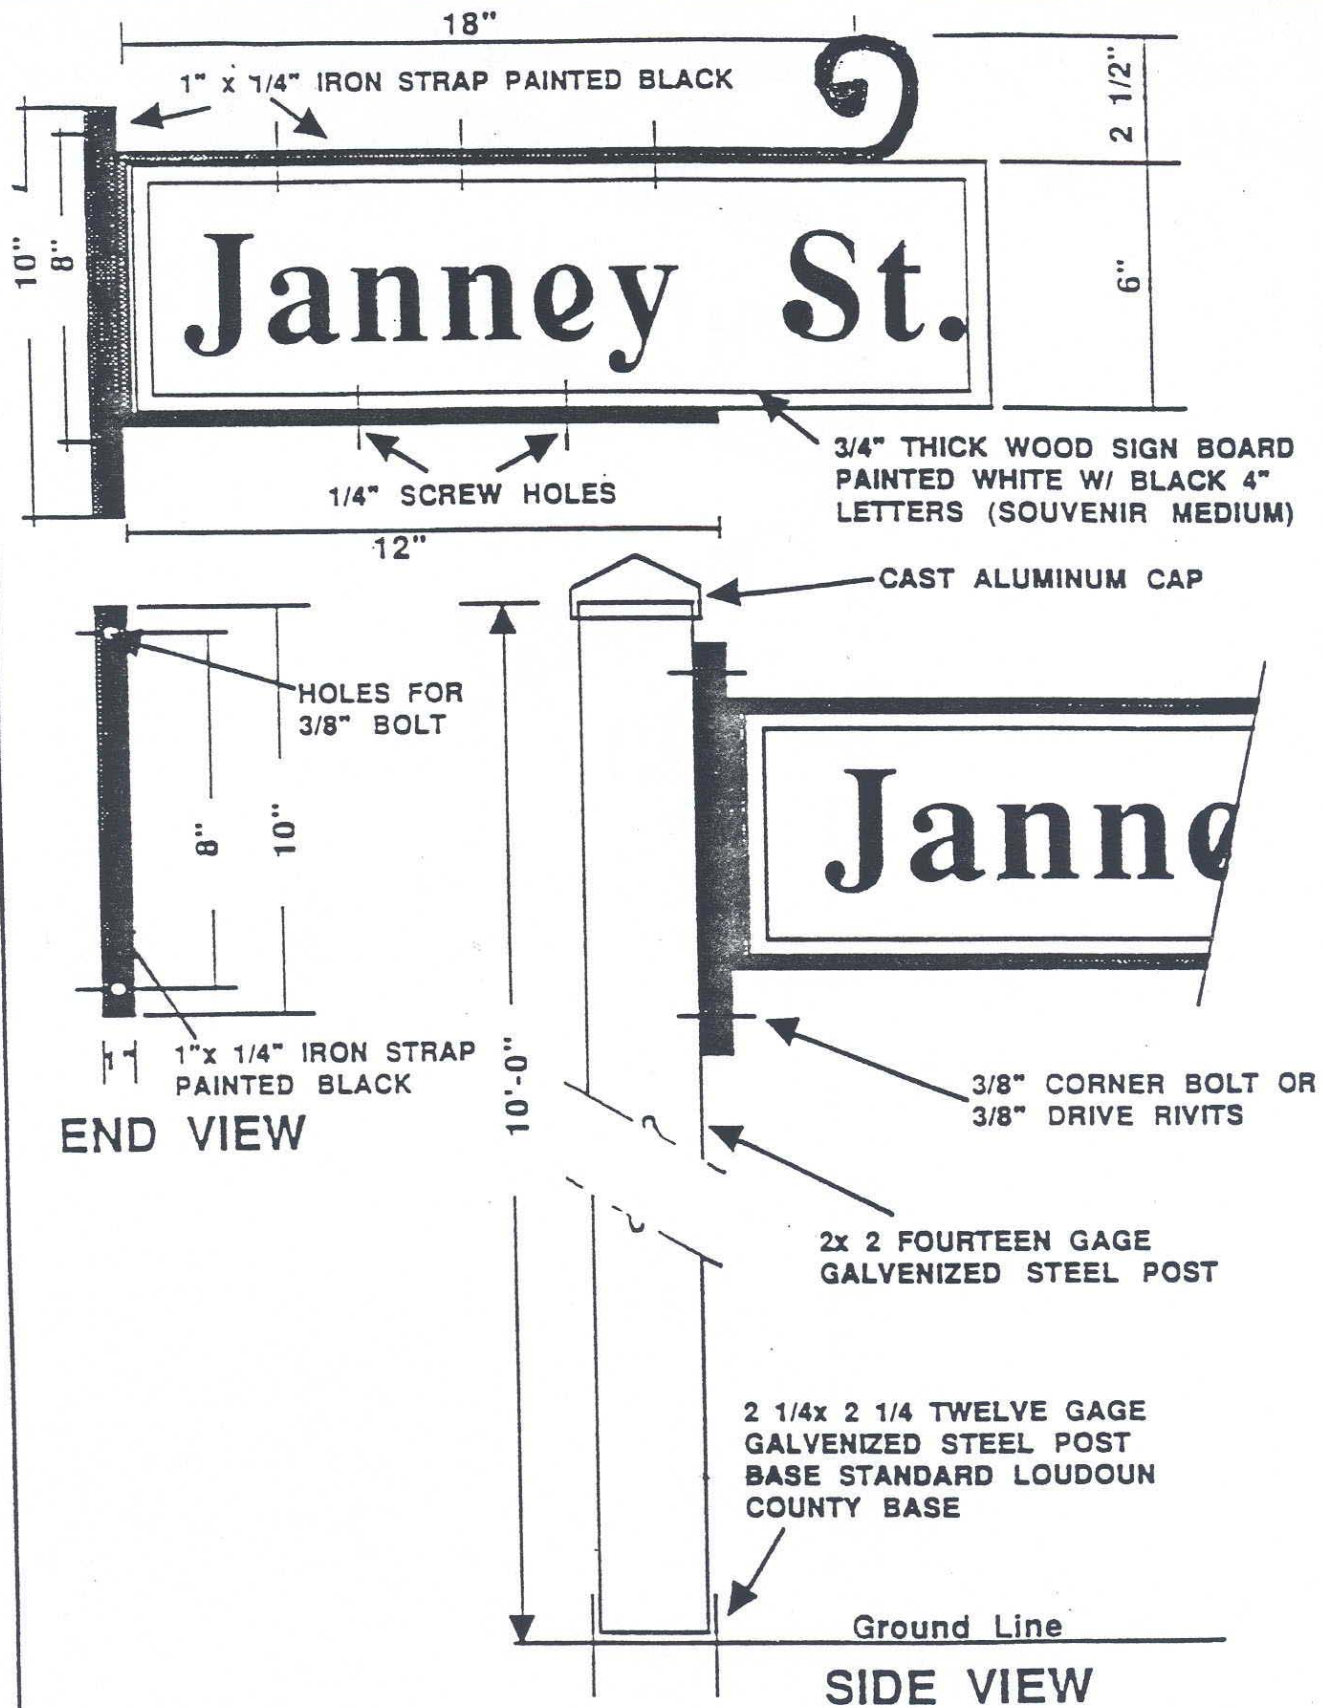 18"
1" x 1/4" IRON STRAP PAINTED BLACK
2 1/2"
10"
8"
Janney St.
6"
1/4" SCREW HOLES
12"
3/4" THICK WOOD SIGN BOARD
PAINTED WHITE W/ BLACK 4"
LETTERS (SOUVENIR MEDIUM)
CAST ALUMINUM CAP
HOLES FOR
3/8" BOLT
8"
10"
1"x 1/4" IRON STRAP
PAINTED BLACK
END VIEW
10'-0"
Janne
3/8" CORNER BOLT OR
3/8" DRIVE RIVITS
2x 2 FOURTEEN GAGE
GALVENIZED STEEL POST
2 1/4x 2 1/4 TWELVE GAGE
GALVENIZED STEEL POST
BASE STANDARD LOUDOUN
COUNTY BASE
Ground Line
SIDE VIEW